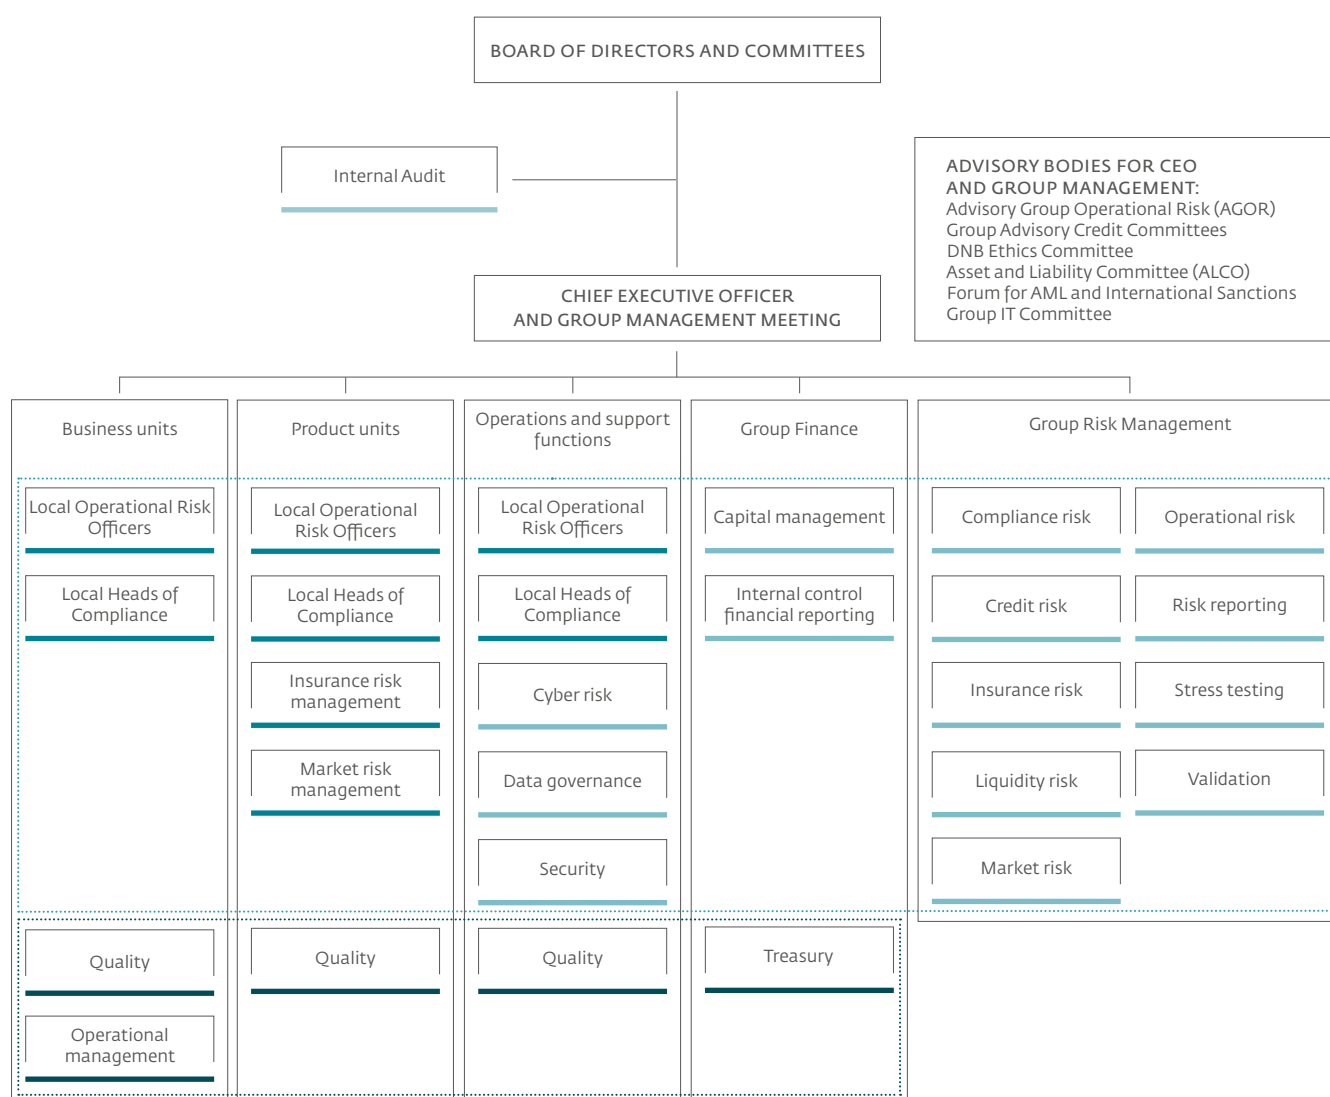 BOARD OF DIRECTORS AND COMMITTEES
Internal Audit
ADVISORY BODIES FOR CEO
AND GROUP MANAGEMENT:
Advisory Group Operational Risk (AGOR)
Group Advisory Credit Committees
DNB Ethics Committee
Asset and Liability Committee (ALCO)
Forum for AML and International Sanctions
Group IT Committee
CHIEF EXECUTIVE OFFICER
AND GROUP MANAGEMENT MEETING
Business units
Local Operational Risk
Officers
Local Heads of
Compliance
Quality
Operational
management
Product units
Local Operational
Risk Officers
Local Heads of
Compliance
Insurance risk
management
Market risk
management
Quality
Operations and support
functions
Local Operational
Risk Officers
Local Heads of
Compliance
Cyber risk
Data governance
Security
Quality
Group Finance
Capital management
Internal control
financial reporting
Treasury
Group Risk Management
Compliance risk
Operational risk
Credit risk
Risk reporting
Insurance risk
Stress testing
Liquidity risk
Validation
Market risk